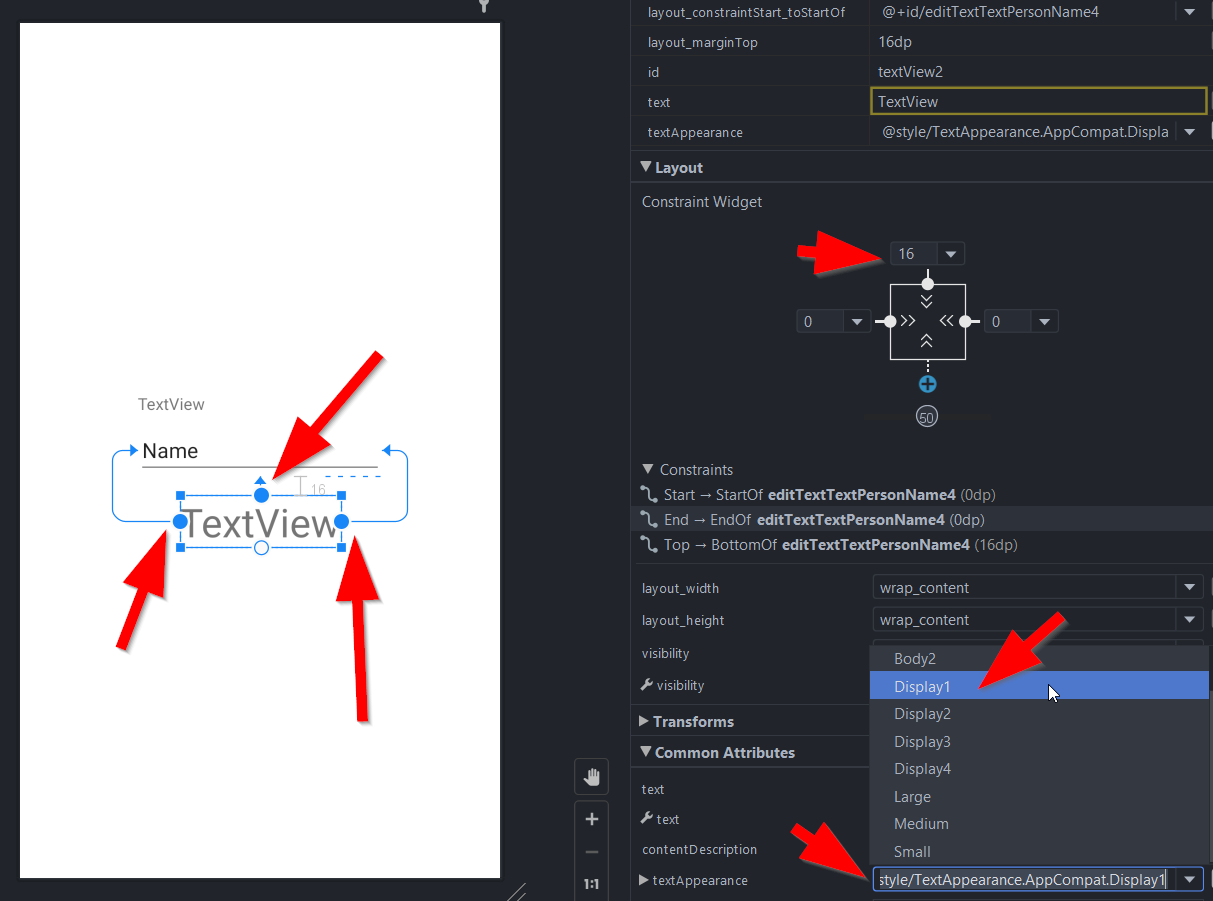 TextView
Name
16
TextView
1:1
layout_constraintStart_toStartOf @+id/editTextTextPersonName4
layout_marginTop 16dp
id textView2
text TextView
textAppearance @style/TextAppearance.AppCompat.Displa
Layout
Constraint Widget
16
0 0
50
Constraints
Start → StartOf editTextTextPersonName4 (0dp)
End → EndOf editTextTextPersonName4 (0dp)
Top → BottomOf editTextTextPersonName4 (16dp)
layout_width wrap_content
layout_height wrap_content
visibility
visibility
Transforms
Common Attributes
text
text
contentDescription
textAppearance style/TextAppearance.AppCompat.Display1
Body2
Display1
Display2
Display3
Display4
Large
Medium
Small